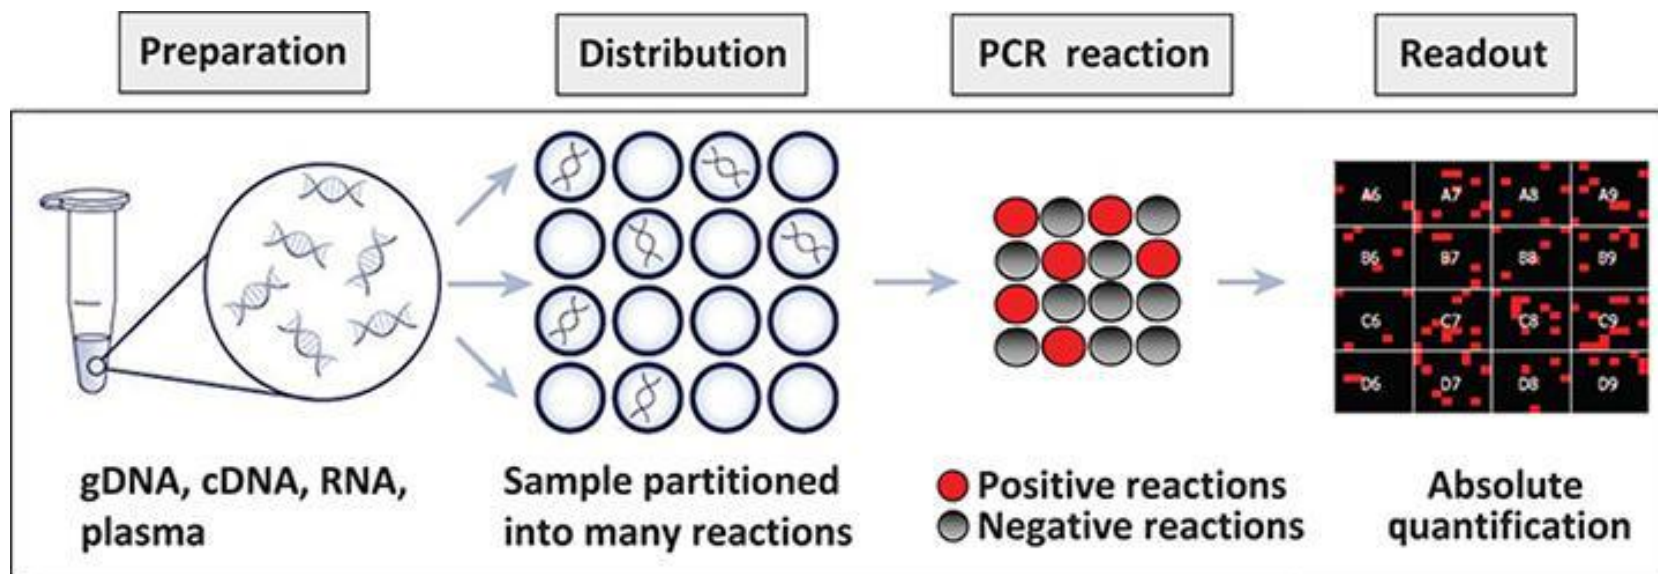 Preparation
Distribution
PCR reaction
Readout
A6 A7 A8 A9
B6 B7 B8 B9
C6 C7 C8 C9
D6 D7 D8 D9
gDNA, cDNA, RNA,
plasma
Sample partitioned
into many reactions
Positive reactions
Negative reactions
Absolute
quantification